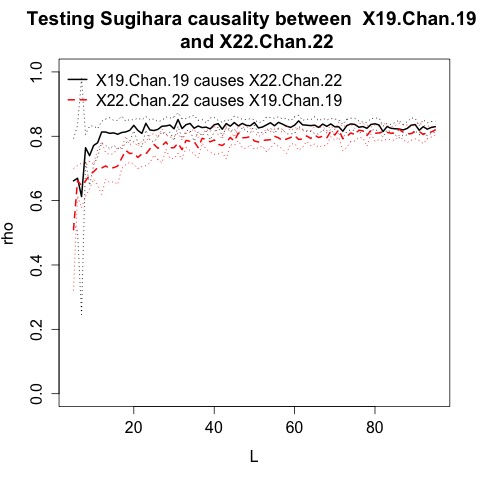 Testing Sugihara causality between  X19.Chan.19
and X22.Chan.22
X19.Chan.19 causes X22.Chan.22
X22.Chan.22 causes X19.Chan.19
1.0
0.8
0.6
0.4
0.2
0.0
rho
20
40
60
80
L